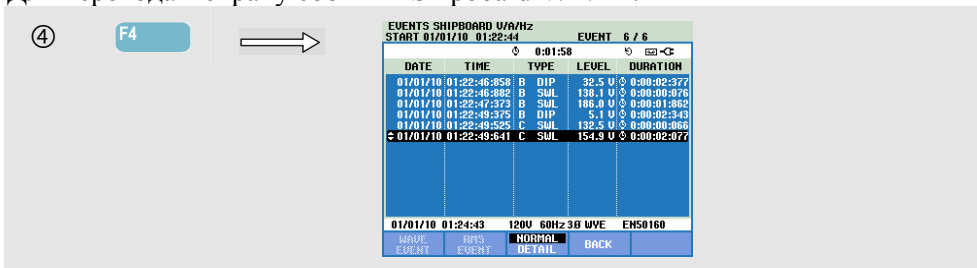 ④ F4
EVENTS SHIPBOARD V/A/HZ
START 01/01/10 01:22:44 EVENT 6 / 6
0:01:58
DATE TIME TYPE LEVEL DURATION
01/01/10 01:22:46:858 B DIP 32.5 V 0:00:02:377
01/01/10 01:22:46:882 B SWL 138.1 V 0:00:00:076
01/01/10 01:22:47:373 B SWL 186.0 V 0:00:01:862
01/01/10 01:22:49:375 B DIP 5.1 V 0:00:02:343
01/01/10 01:22:49:525 C SWL 132.5 V 0:00:00:066
01/01/10 01:22:49:641 C SWL 154.9 V 0:00:02:077
01/01/10 01:24:43 120V 60Hz 3Ø WYE EN50160
WAVE EVENT RMS EVENT NORMAL DETAIL BACK